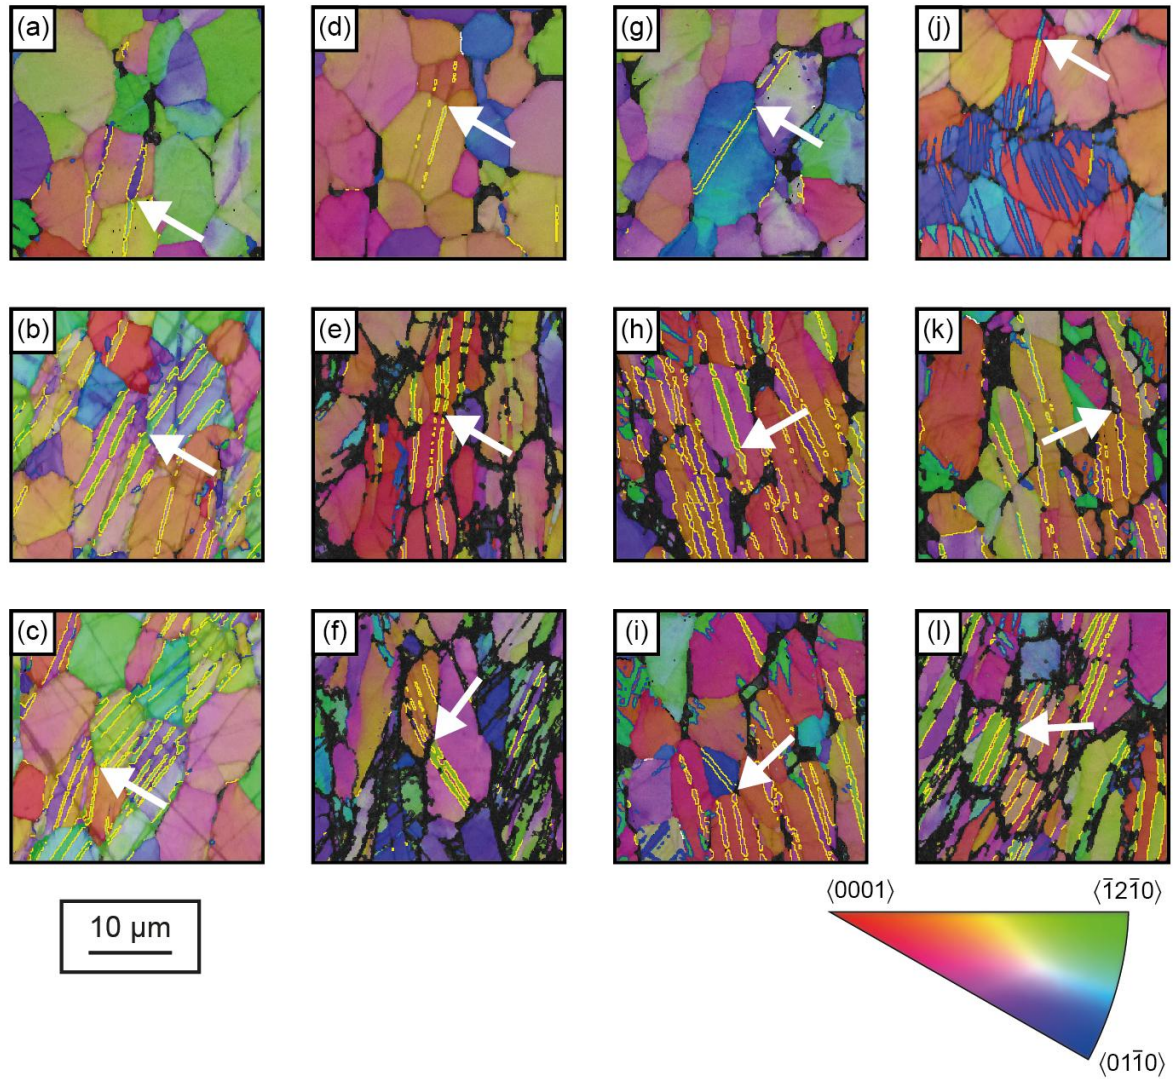 (a) (d) (g) (j)
(b) (e) (h) (k)
(c) (f) (i) (l)
10 µm
⟨0001⟩ ⟨1̄21̄0⟩
⟨011̄0⟩